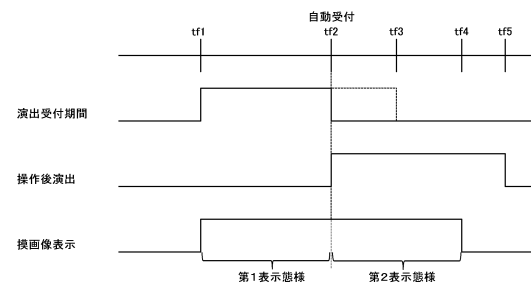 自動受付
tf1 tf2 tf3 tf4 tf5
演出受付期間
操作後演出
摸画像表示
第1表示態様 第2表示態様